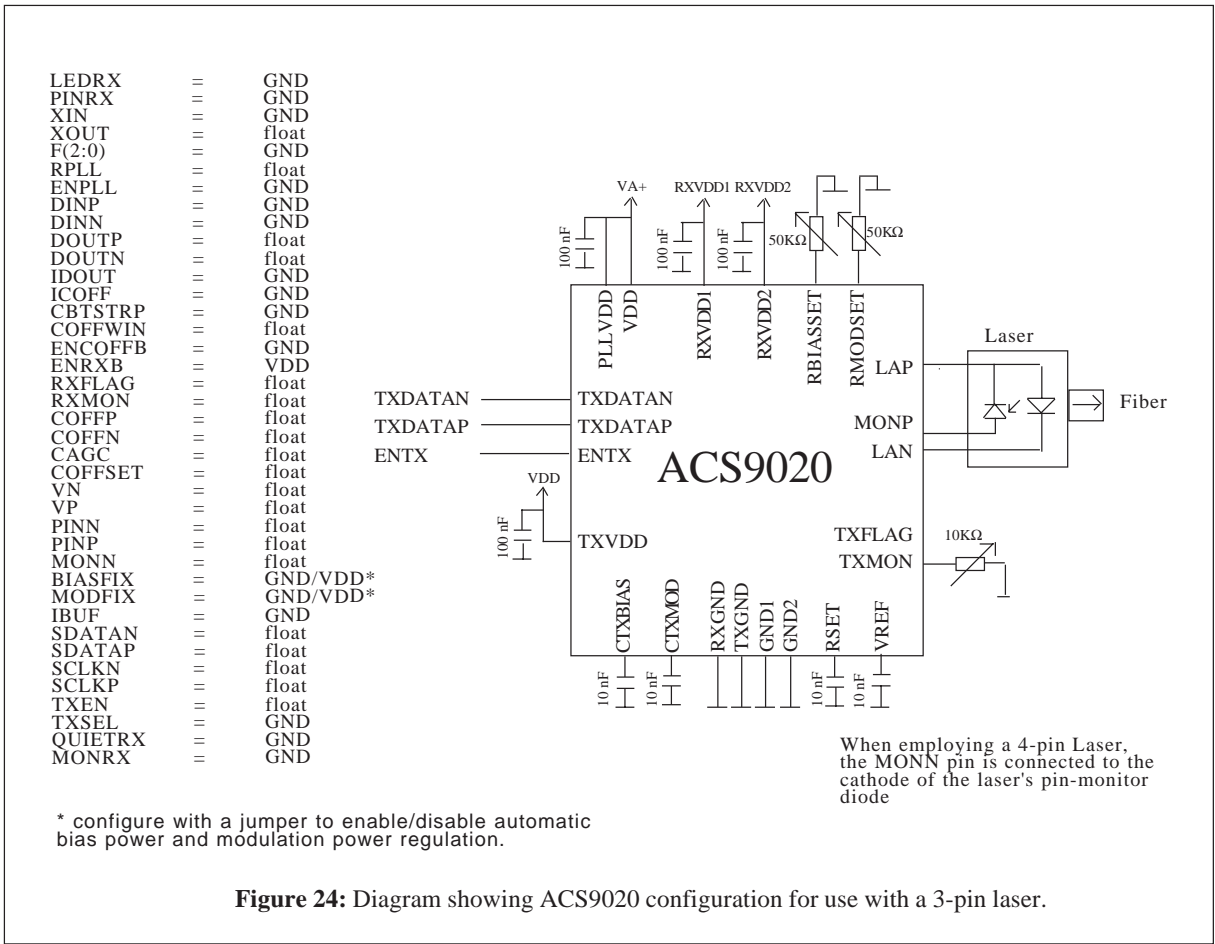 LEDRX = GND
PINRX = GND
XIN = GND
XOUT = float
F(2:0) = GND
RPLL = float
ENPLL = GND
DINP = GND
DINN = GND
DOUTP = float
DOUTN = float
IDOUT = GND
ICOFF = GND
CBTSTRP = GND
COFFWIN = float
ENCOFFB = GND
ENRXB = VDD
RXFLAG = float
RXMON = float
COFFP = float
COFFN = float
CAGC = float
COFFSET = float
VN = float
VP = float
PINN = float
PINP = float
MONN = float
BIASFIX = GND/VDD*
MODFIX = GND/VDD*
IBUF = GND
SDATAN = float
SDATAP = float
SCLKN = float
SCLKP = float
TXEN = float
TXSEL = GND
QUIETRX = GND
MONRX = GND
* configure with a jumper to enable/disable automatic
bias power and modulation power regulation.
VA+
RXVDD1
RXVDD2
100 nF
100 nF
100 nF
50KΩ
50KΩ
PLLVDD
VDD
RXVDD1
RXVDD2
RBIASSET
RMODSET
TXDATAN
TXDATAP
ENTX
TXDATAN
TXDATAP
ENTX
ACS9020
VDD
100 nF
TXVDD
LAP
MONP
LAN
Laser
Fiber
TXFLAG
TXMON
10KΩ
CTXBIAS
CTXMOD
RXGND
TXGND
GND1
GND2
RSET
VREF
10 nF
10 nF
10 nF
10 nF
When employing a 4-pin Laser,
the MONN pin is connected to the
cathode of the laser's pin-monitor
diode
Figure 24: Diagram showing ACS9020 configuration for use with a 3-pin laser.